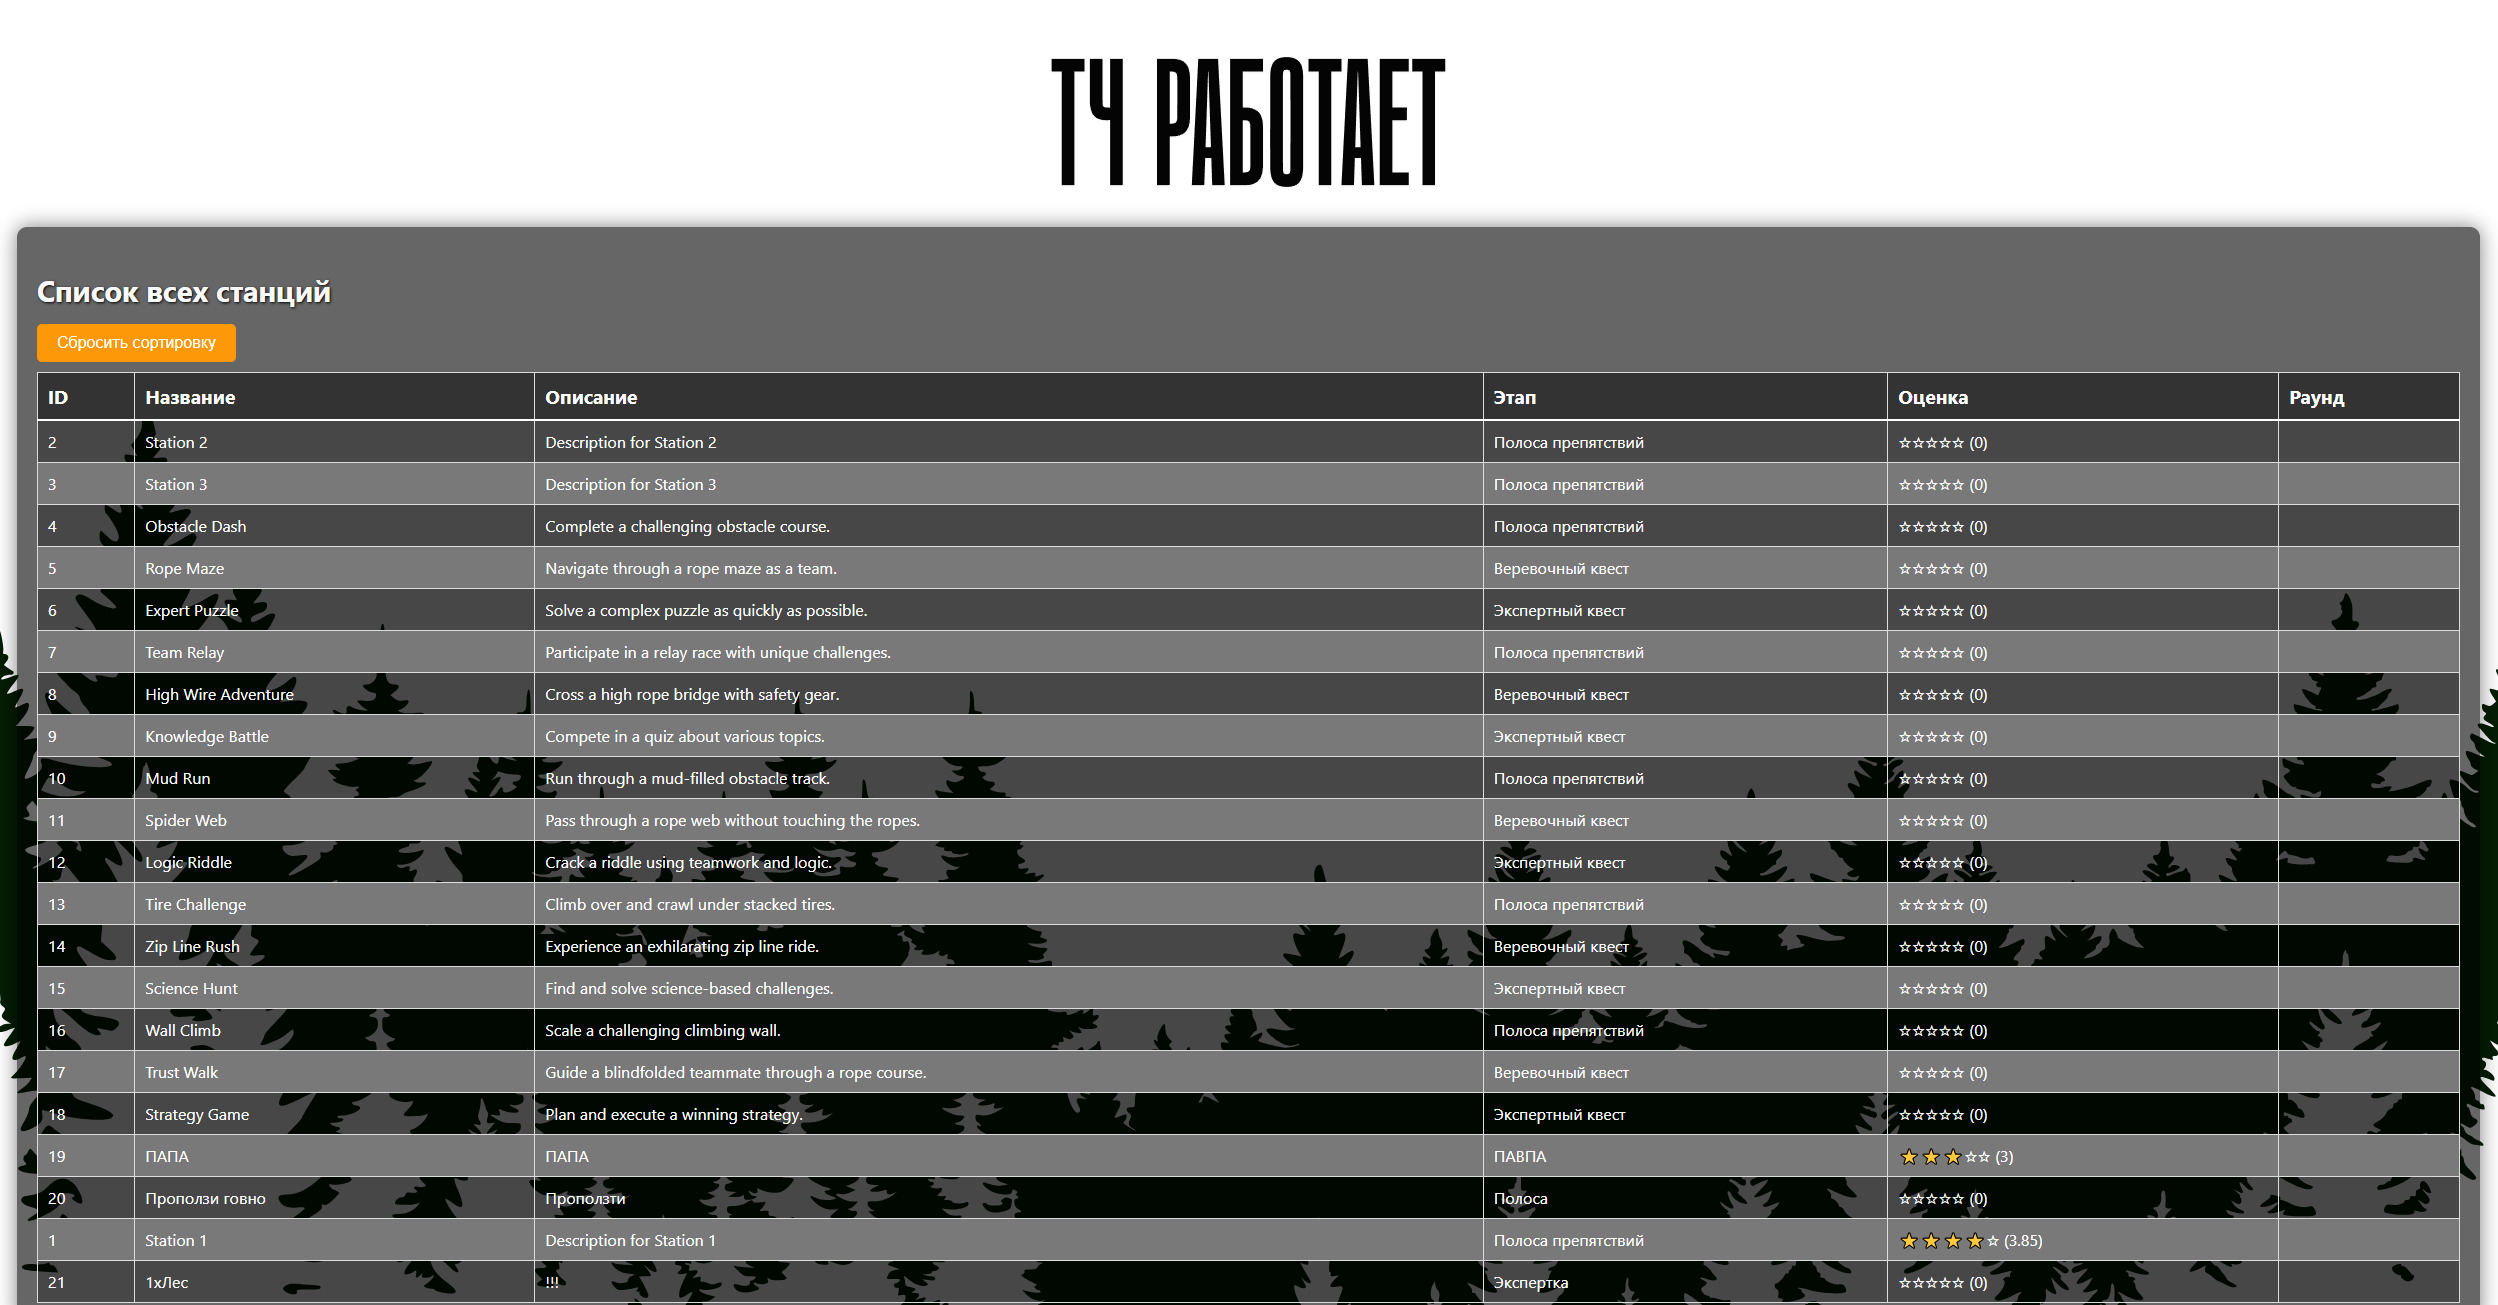 ТЧ РАБОТАЕТ
Список всех станций
Сбросить сортировку
ID Название Описание Этап Оценка Раунд
2 Station 2 Description for Station 2 Полоса препятствий ☆☆☆☆☆ (0)
3 Station 3 Description for Station 3 Полоса препятствий ☆☆☆☆☆ (0)
4 Obstacle Dash Complete a challenging obstacle course. Полоса препятствий ☆☆☆☆☆ (0)
5 Rope Maze Navigate through a rope maze as a team. Веревочный квест ☆☆☆☆☆ (0)
6 Expert Puzzle Solve a complex puzzle as quickly as possible. Экспертный квест ☆☆☆☆☆ (0)
7 Team Relay Participate in a relay race with unique challenges. Полоса препятствий ☆☆☆☆☆ (0)
8 High Wire Adventure Cross a high rope bridge with safety gear. Веревочный квест ☆☆☆☆☆ (0)
9 Knowledge Battle Compete in a quiz about various topics. Экспертный квест ☆☆☆☆☆ (0)
10 Mud Run Run through a mud-filled obstacle track. Полоса препятствий ☆☆☆☆☆ (0)
11 Spider Web Pass through a rope web without touching the ropes. Веревочный квест ☆☆☆☆☆ (0)
12 Logic Riddle Crack a riddle using teamwork and logic. Экспертный квест ☆☆☆☆☆ (0)
13 Tire Challenge Climb over and crawl under stacked tires. Полоса препятствий ☆☆☆☆☆ (0)
14 Zip Line Rush Experience an exhilarating zip line ride. Веревочный квест ☆☆☆☆☆ (0)
15 Science Hunt Find and solve science-based challenges. Экспертный квест ☆☆☆☆☆ (0)
16 Wall Climb Scale a challenging climbing wall. Полоса препятствий ☆☆☆☆☆ (0)
17 Trust Walk Guide a blindfolded teammate through a rope course. Веревочный квест ☆☆☆☆☆ (0)
18 Strategy Game Plan and execute a winning strategy. Экспертный квест ☆☆☆☆☆ (0)
19 ПАПА ПАПА ПАВПА ⭐⭐⭐☆☆ (3)
20 Проползи говно Проползти Полоса ☆☆☆☆☆ (0)
1 Station 1 Description for Station 1 Полоса препятствий ⭐⭐⭐⭐☆ (3.85)
21 1хЛес !!! Экспертка ☆☆☆☆☆ (0)